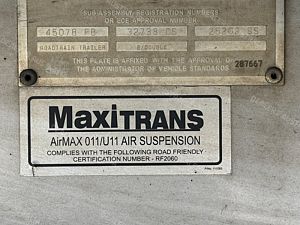 SUB/ASSEMBLY REGISTRATION NUMBERS
OR ECE APPROVAL NUMBER
45078 FB 32738 DS 25262 SS
ROADTRAIN TRAILER B/DOUBLE A
THIS PLATE IS AFFIXED WITH THE APPROVAL OF
THE ADMINISTRATOR OF VEHICLE STANDARDS 287667
MAXiTRANS
AirMAX 011/U11 AIR SUSPENSION
COMPLIES WITH THE FOLLOWING ROAD FRIENDLY
CERTIFICATION NUMBER - RF2060